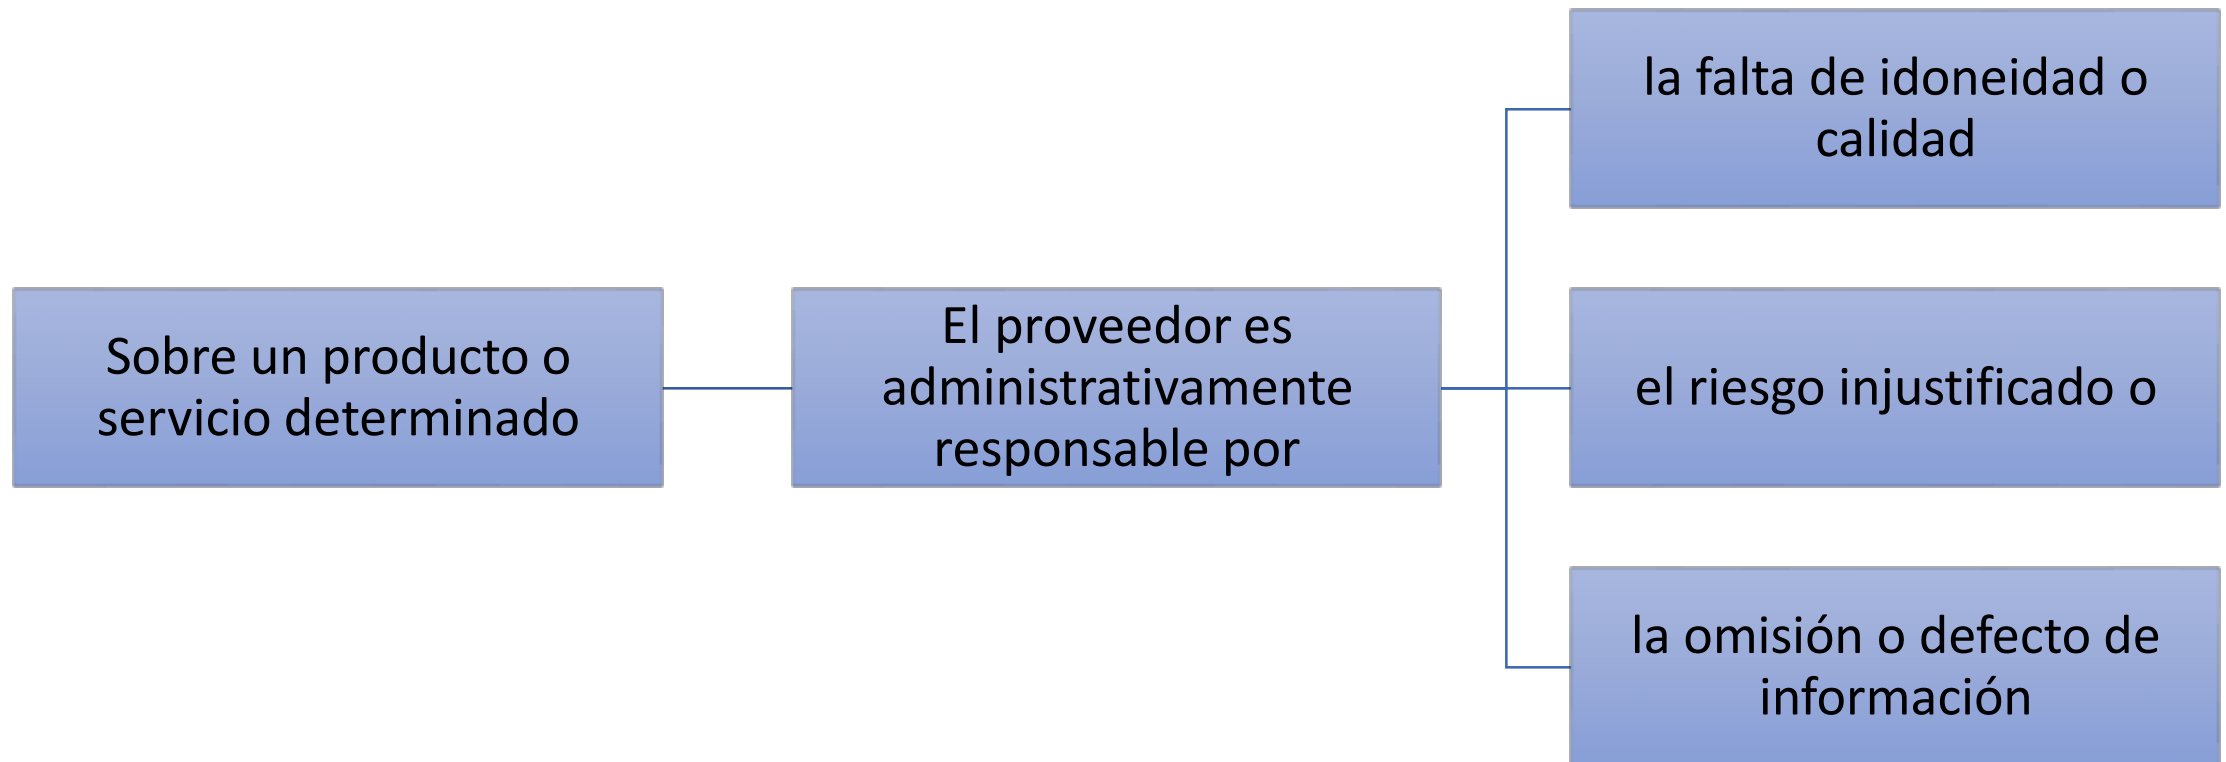 Sobre un producto o
servicio determinado
El proveedor es
administrativamente
responsable por
la falta de idoneidad o
calidad
el riesgo injustificado o
la omisión o defecto de
información